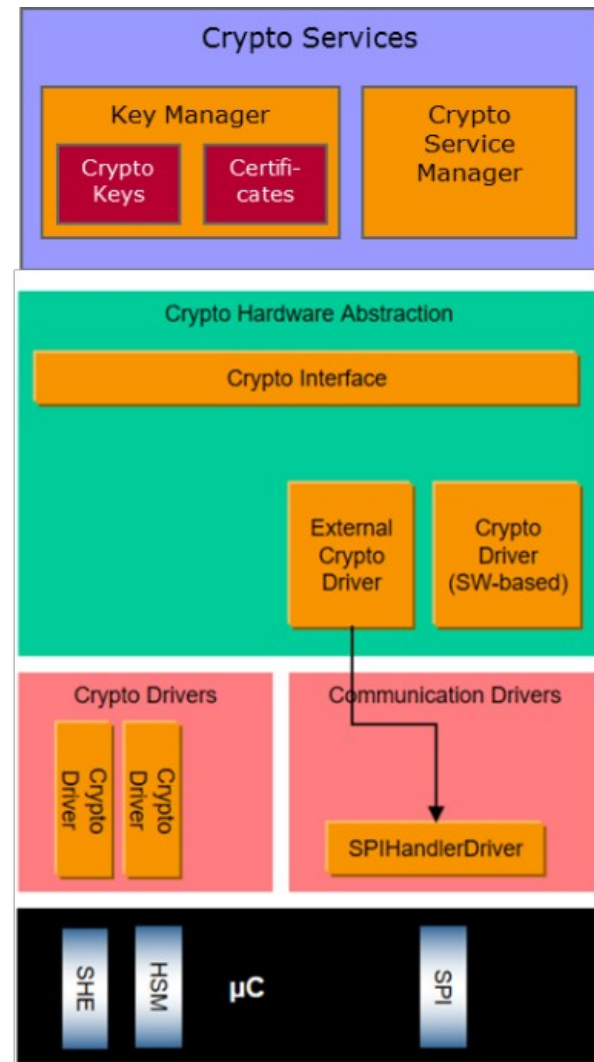 Crypto Services
Key Manager
Crypto
Keys
Certifi-
cates
Crypto
Service
Manager
Crypto Hardware Abstraction
Crypto Interface
External
Crypto
Driver
Crypto
Driver
(SW-based)
Crypto Drivers
Crypto
Driver
Crypto
Driver
Communication Drivers
SPIHandlerDriver
SHE
HSM
µC
SPI